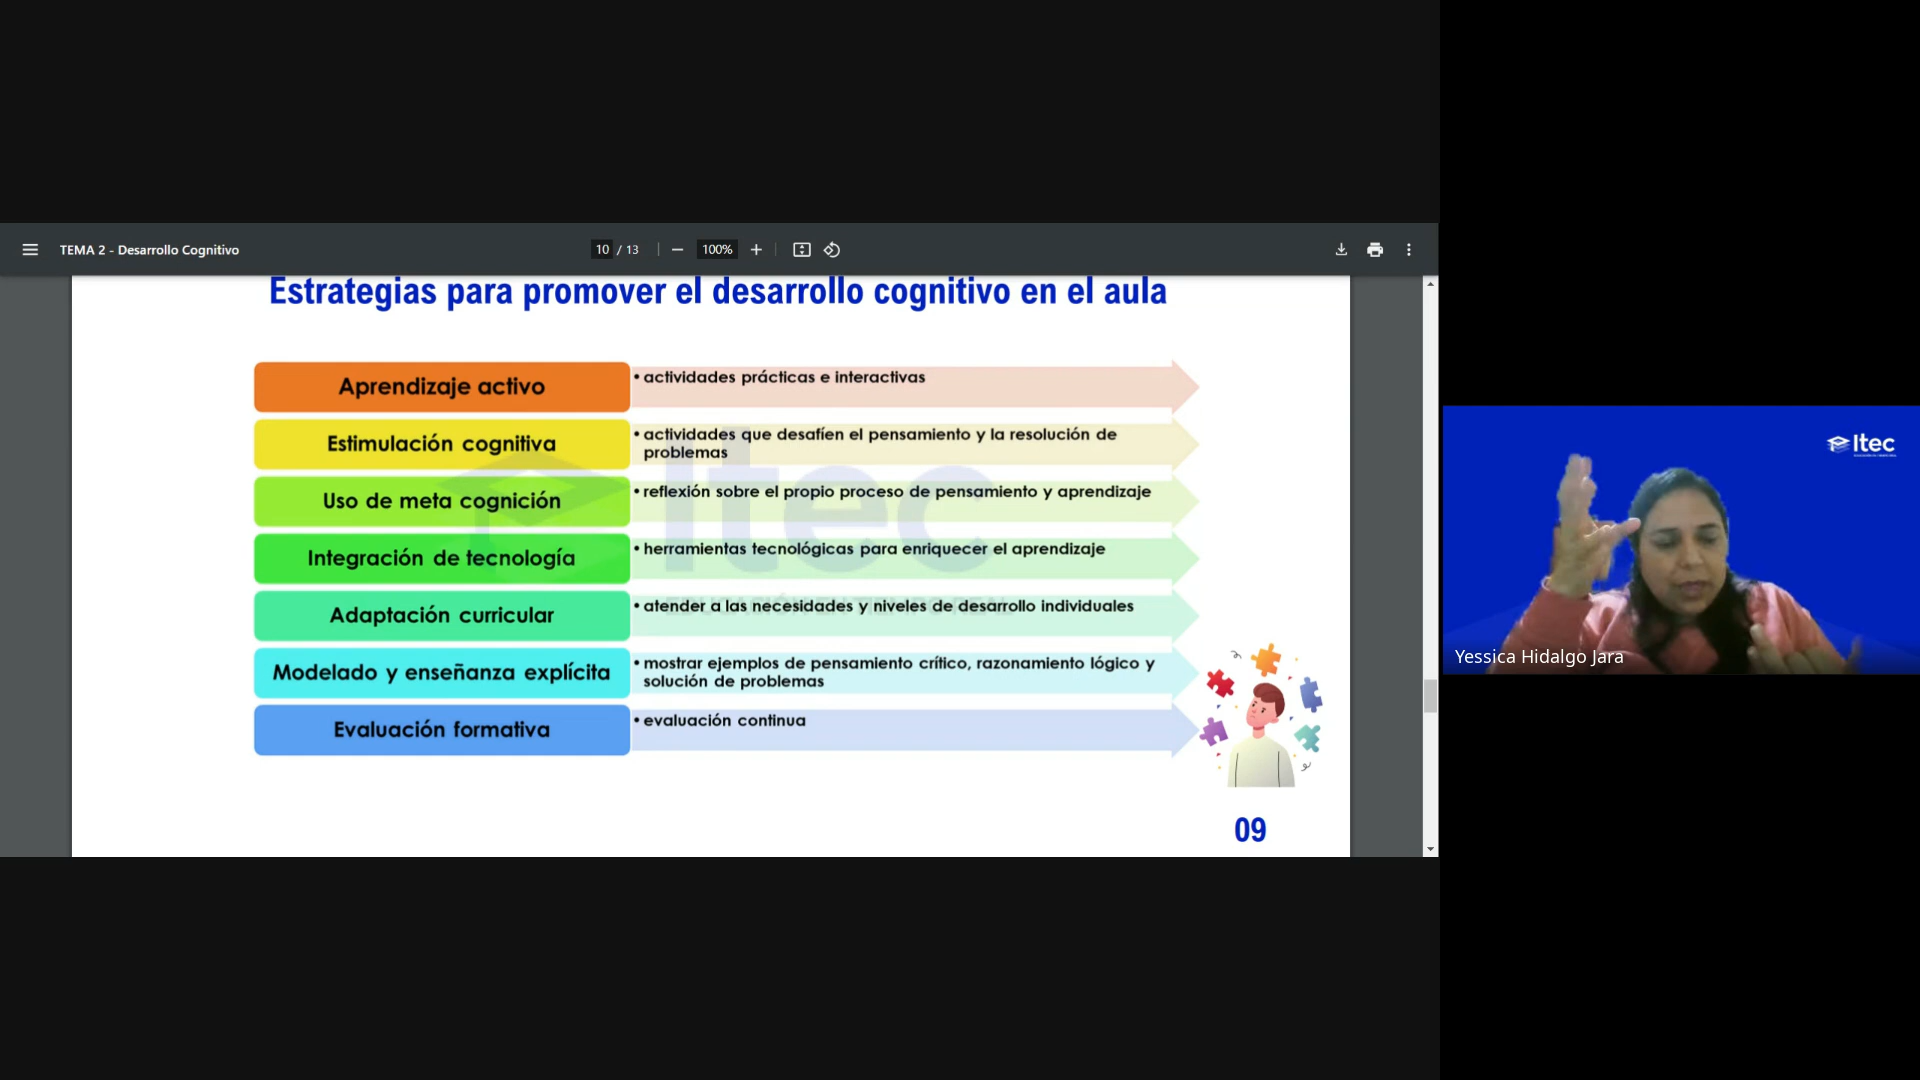 TEMA 2 - Desarrollo Cognitivo
10 / 13
100%
Estrategias para promover el desarrollo cognitivo en el aula
Aprendizaje activo
• actividades prácticas e interactivas
Estimulación cognitiva
• actividades que desafíen el pensamiento y la resolución de
problemas
Uso de meta cognición
• reflexión sobre el propio proceso de pensamiento y aprendizaje
Integración de tecnología
• herramientas tecnológicas para enriquecer el aprendizaje
Adaptación curricular
• atender a las necesidades y niveles de desarrollo individuales
Modelado y enseñanza explícita
• mostrar ejemplos de pensamiento crítico, razonamiento lógico y
solución de problemas
Evaluación formativa
• evaluación continua
Itec
09
Itec
Yessica Hidalgo Jara